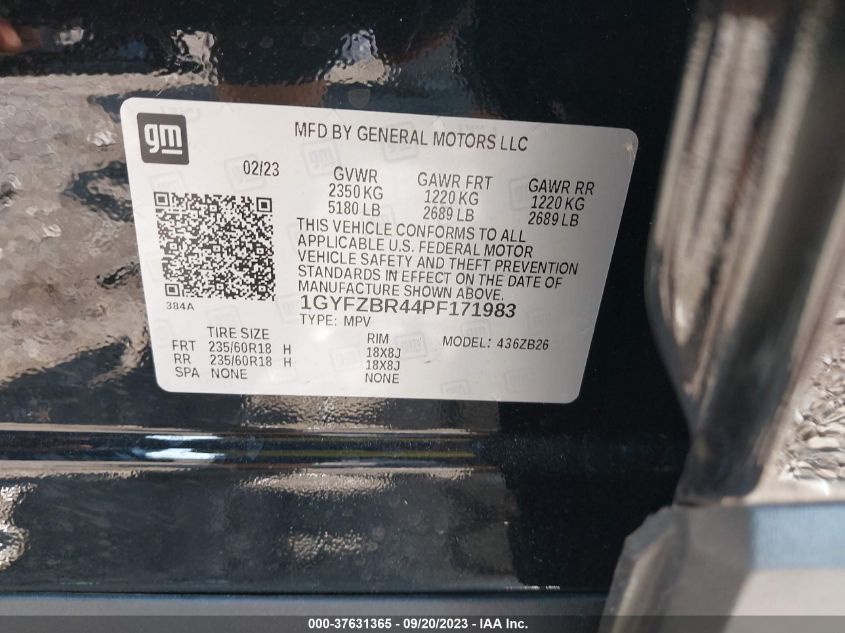 gm
MFD BY GENERAL MOTORS LLC
02/23
GVWR
2350 KG
5180 LB
GAWR FRT
1220 KG
2689 LB
GAWR RR
1220 KG
2689 LB
THIS VEHICLE CONFORMS TO ALL
APPLICABLE U.S. FEDERAL MOTOR
VEHICLE SAFETY AND THEFT PREVENTION
STANDARDS IN EFFECT ON THE DATE OF
MANUFACTURE SHOWN ABOVE.
384A
1GYFZBR44PF171983
TYPE: MPV
TIRE SIZE
FRT 235/60R18 H
RR 235/60R18 H
SPA NONE
RIM
18X8J
18X8J
NONE
MODEL: 436ZB26
000-37631365 - 09/20/2023 - IAA Inc.